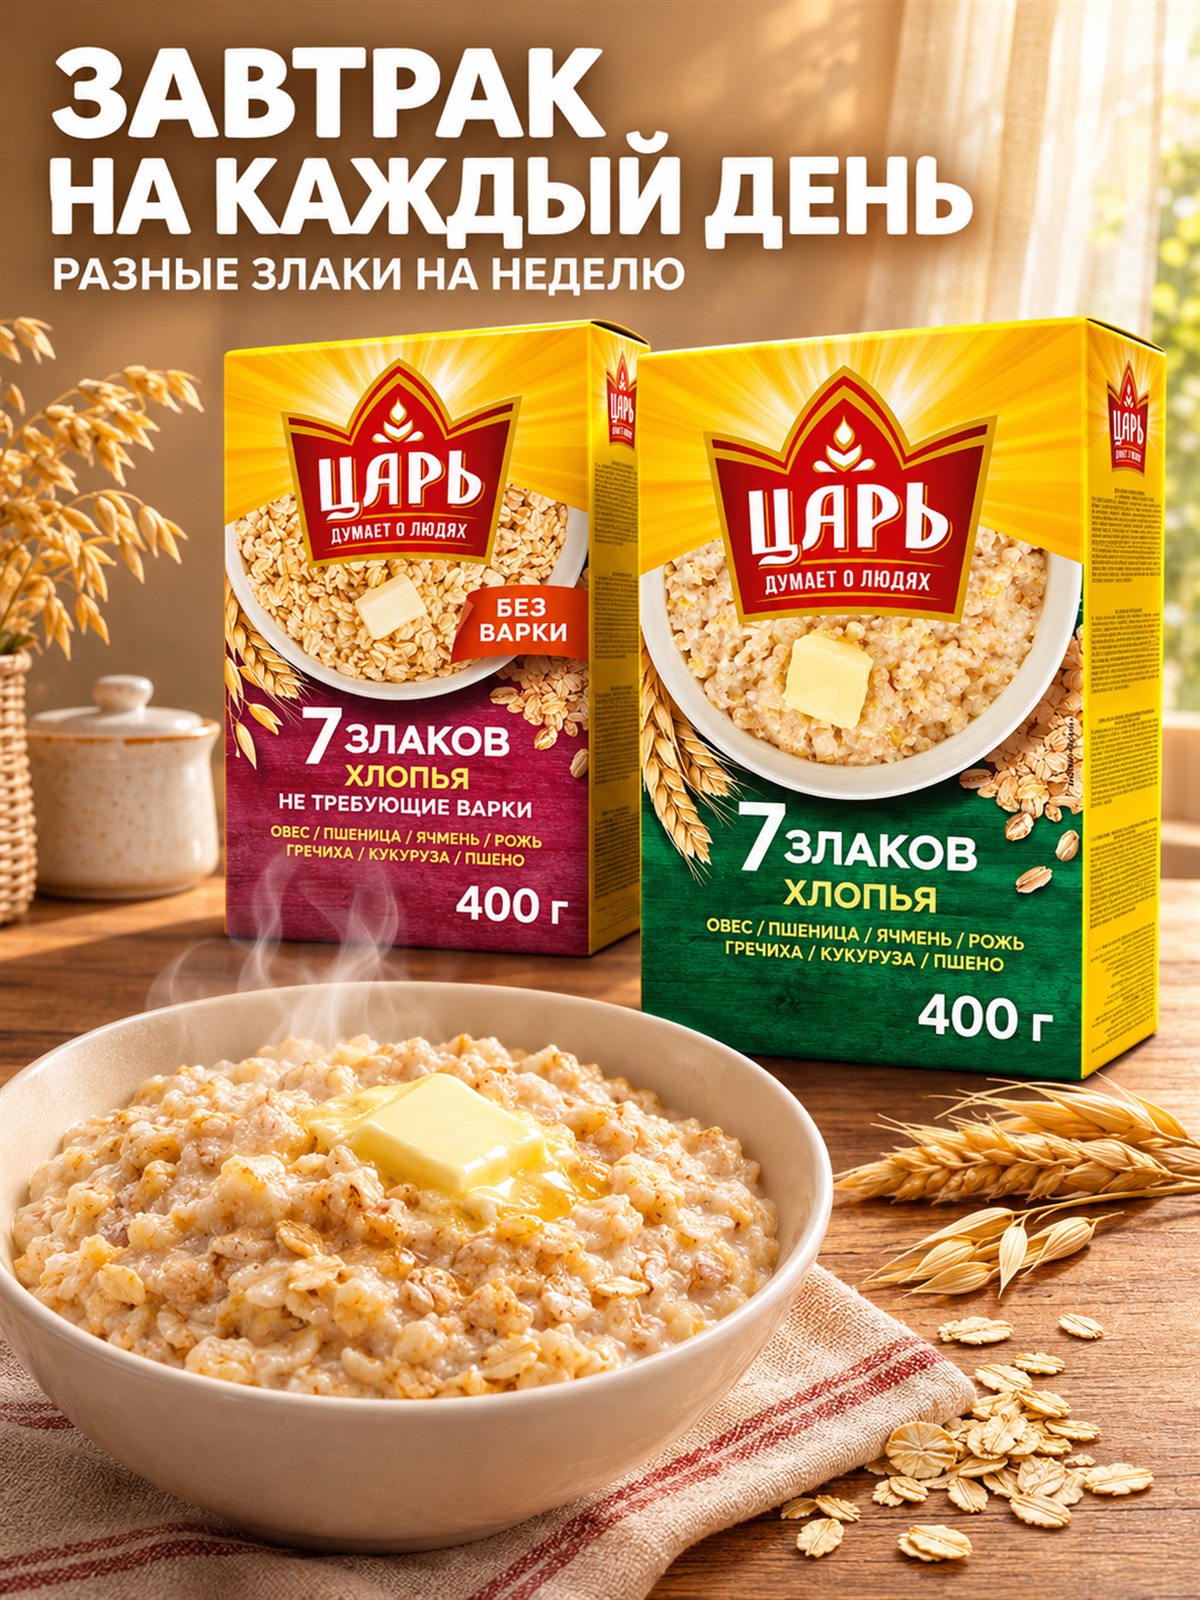 ЗАВТРАК
НА КАЖДЫЙ ДЕНЬ
РАЗНЫЕ ЗЛАКИ НА НЕДЕЛЮ
ЦАРЬ
ДУМАЕТ О ЛЮДЯХ
БЕЗ
ВАРКИ
7 ЗЛАКОВ
ХЛОПЬЯ
НЕ ТРЕБУЮЩИЕ ВАРКИ
ОВЕС / ПШЕНИЦА / ЯЧМЕНЬ / РОЖЬ
ГРЕЧИХА / КУКУРУЗА / ПШЕНО
400 г
ЦАРЬ
ЦАРЬ
ДУМАЕТ О ЛЮДЯХ
7 ЗЛАКОВ
ХЛОПЬЯ
ОВЕС / ПШЕНИЦА / ЯЧМЕНЬ / РОЖЬ
ГРЕЧИХА / КУКУРУЗА / ПШЕНО
400 г
ЦАРЬ